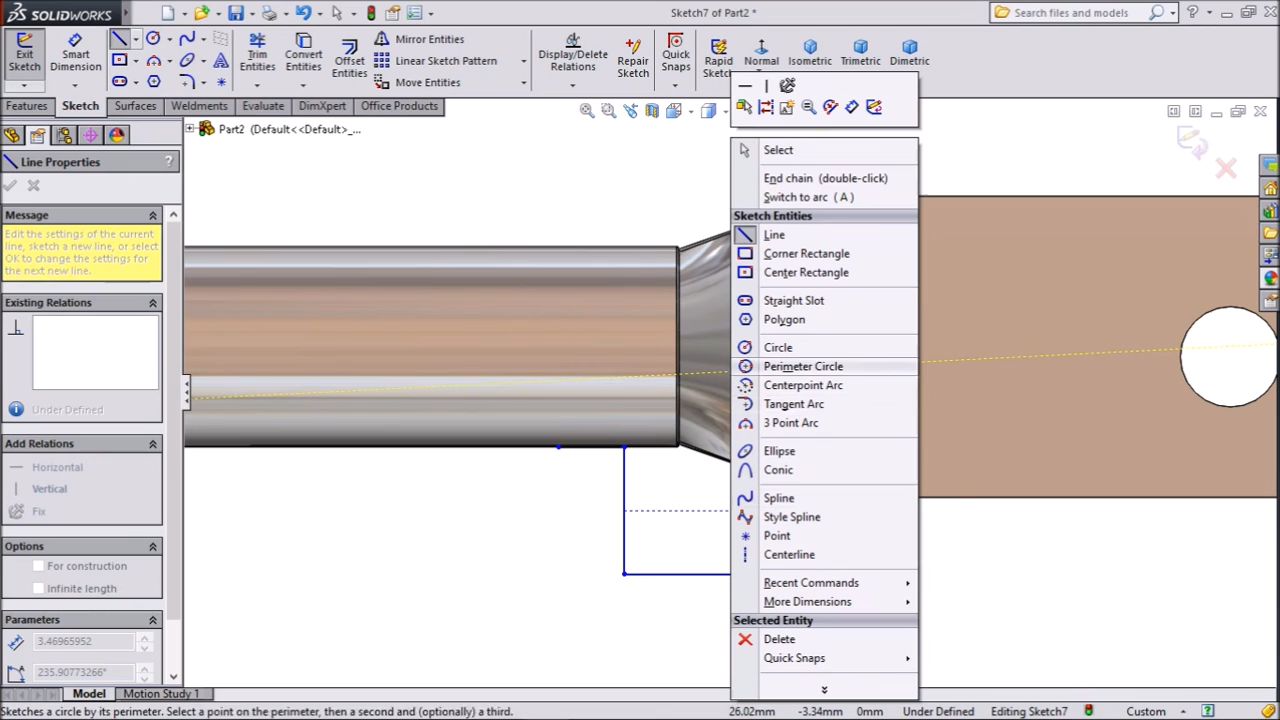 SOLIDWORKS
Sketch7 of Part2 *
Search files and models
Exit Sketch
Smart Dimension
Trim Entities
Convert Entities
Offset Entities
Mirror Entities
Linear Sketch Pattern
Move Entities
Display/Delete Relations
Repair Sketch
Quick Snaps
Rapid Sketch
Normal
Isometric
Trimetric
Dimetric
Features
Sketch
Surfaces
Weldments
Evaluate
DimXpert
Office Products
Part2 (Default<<Default>_...
Line Properties
?
Message
Edit the settings of the current
line, sketch a new line, or select
OK to change the settings for
the next new line.
Existing Relations
Under Defined
Add Relations
Horizontal
Vertical
Fix
Options
For construction
Infinite length
Parameters
3.46965952
235.90773266°
Select
End chain (double-click)
Switch to arc ( A )
Sketch Entities
Line
Corner Rectangle
Center Rectangle
Straight Slot
Polygon
Circle
Perimeter Circle
Centerpoint Arc
Tangent Arc
3 Point Arc
Ellipse
Conic
Spline
Style Spline
Point
Centerline
Recent Commands
More Dimensions
Selected Entity
Delete
Quick Snaps
Model
Motion Study 1
Sketches a circle by its perimeter. Select a point on the perimeter, then a second and (optionally) a third.
26.02mm
-3.34mm
0mm
Under Defined
Editing Sketch7
Custom